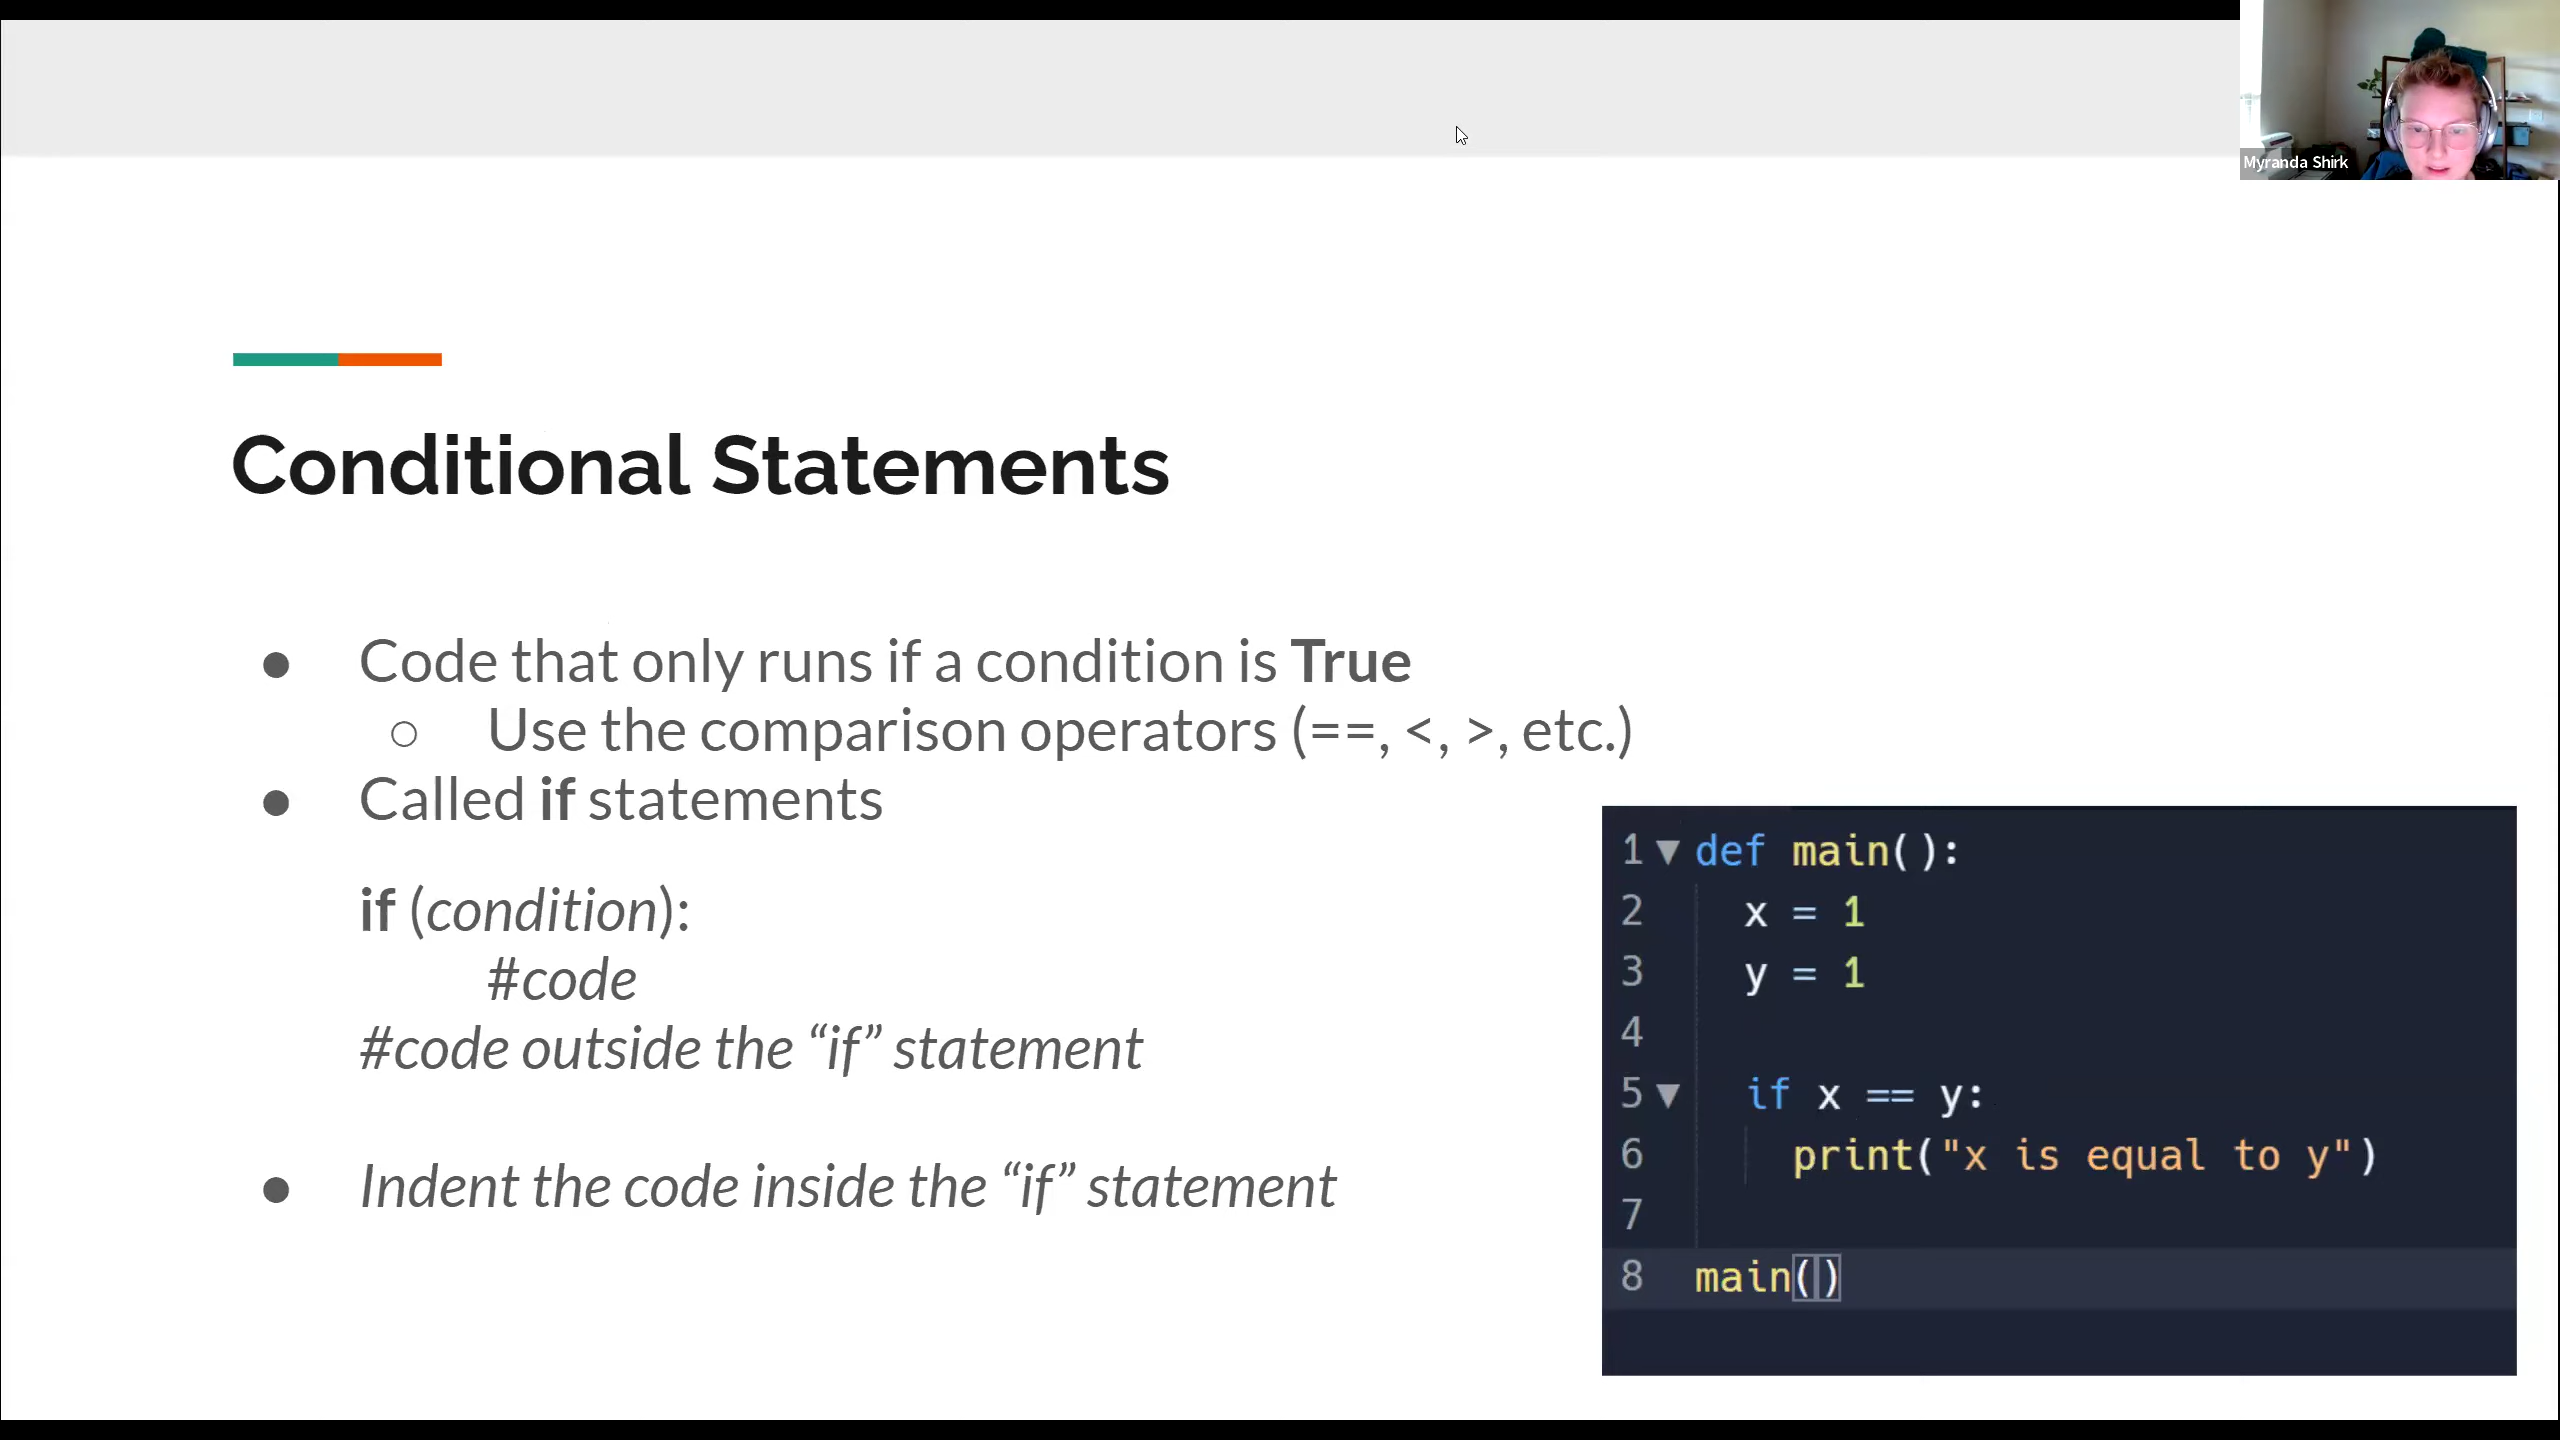 Myranda Shirk
Conditional Statements
● Code that only runs if a condition is True
○ Use the comparison operators (==, <, >, etc.)
● Called if statements
if (condition):
#code
#code outside the “if” statement
● Indent the code inside the “if” statement
1 ▼ def main():
2 x = 1
3 y = 1
4
5 ▼ if x == y:
6 print("x is equal to y")
7
8 main()